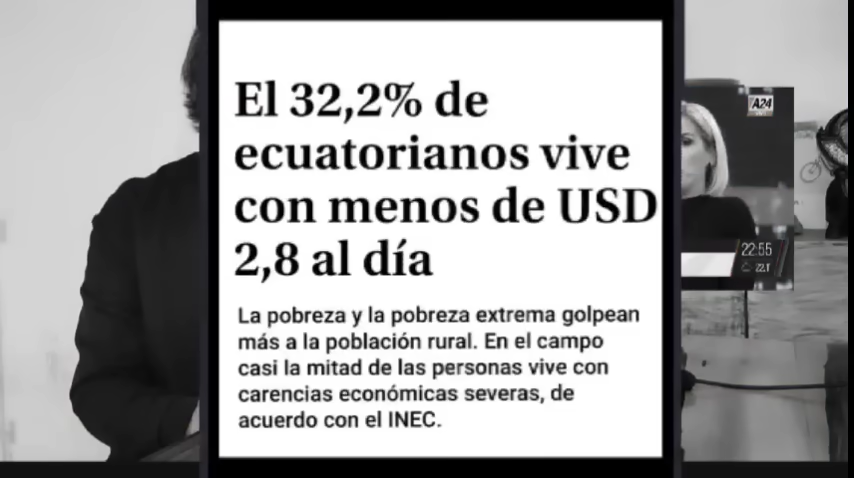 El 32,2% de
ecuatorianos vive
con menos de USD
2,8 al día
La pobreza y la pobreza extrema golpean
más a la población rural. En el campo
casi la mitad de las personas vive con
carencias económicas severas, de
acuerdo con el INEC.
A24
22:55
22.1